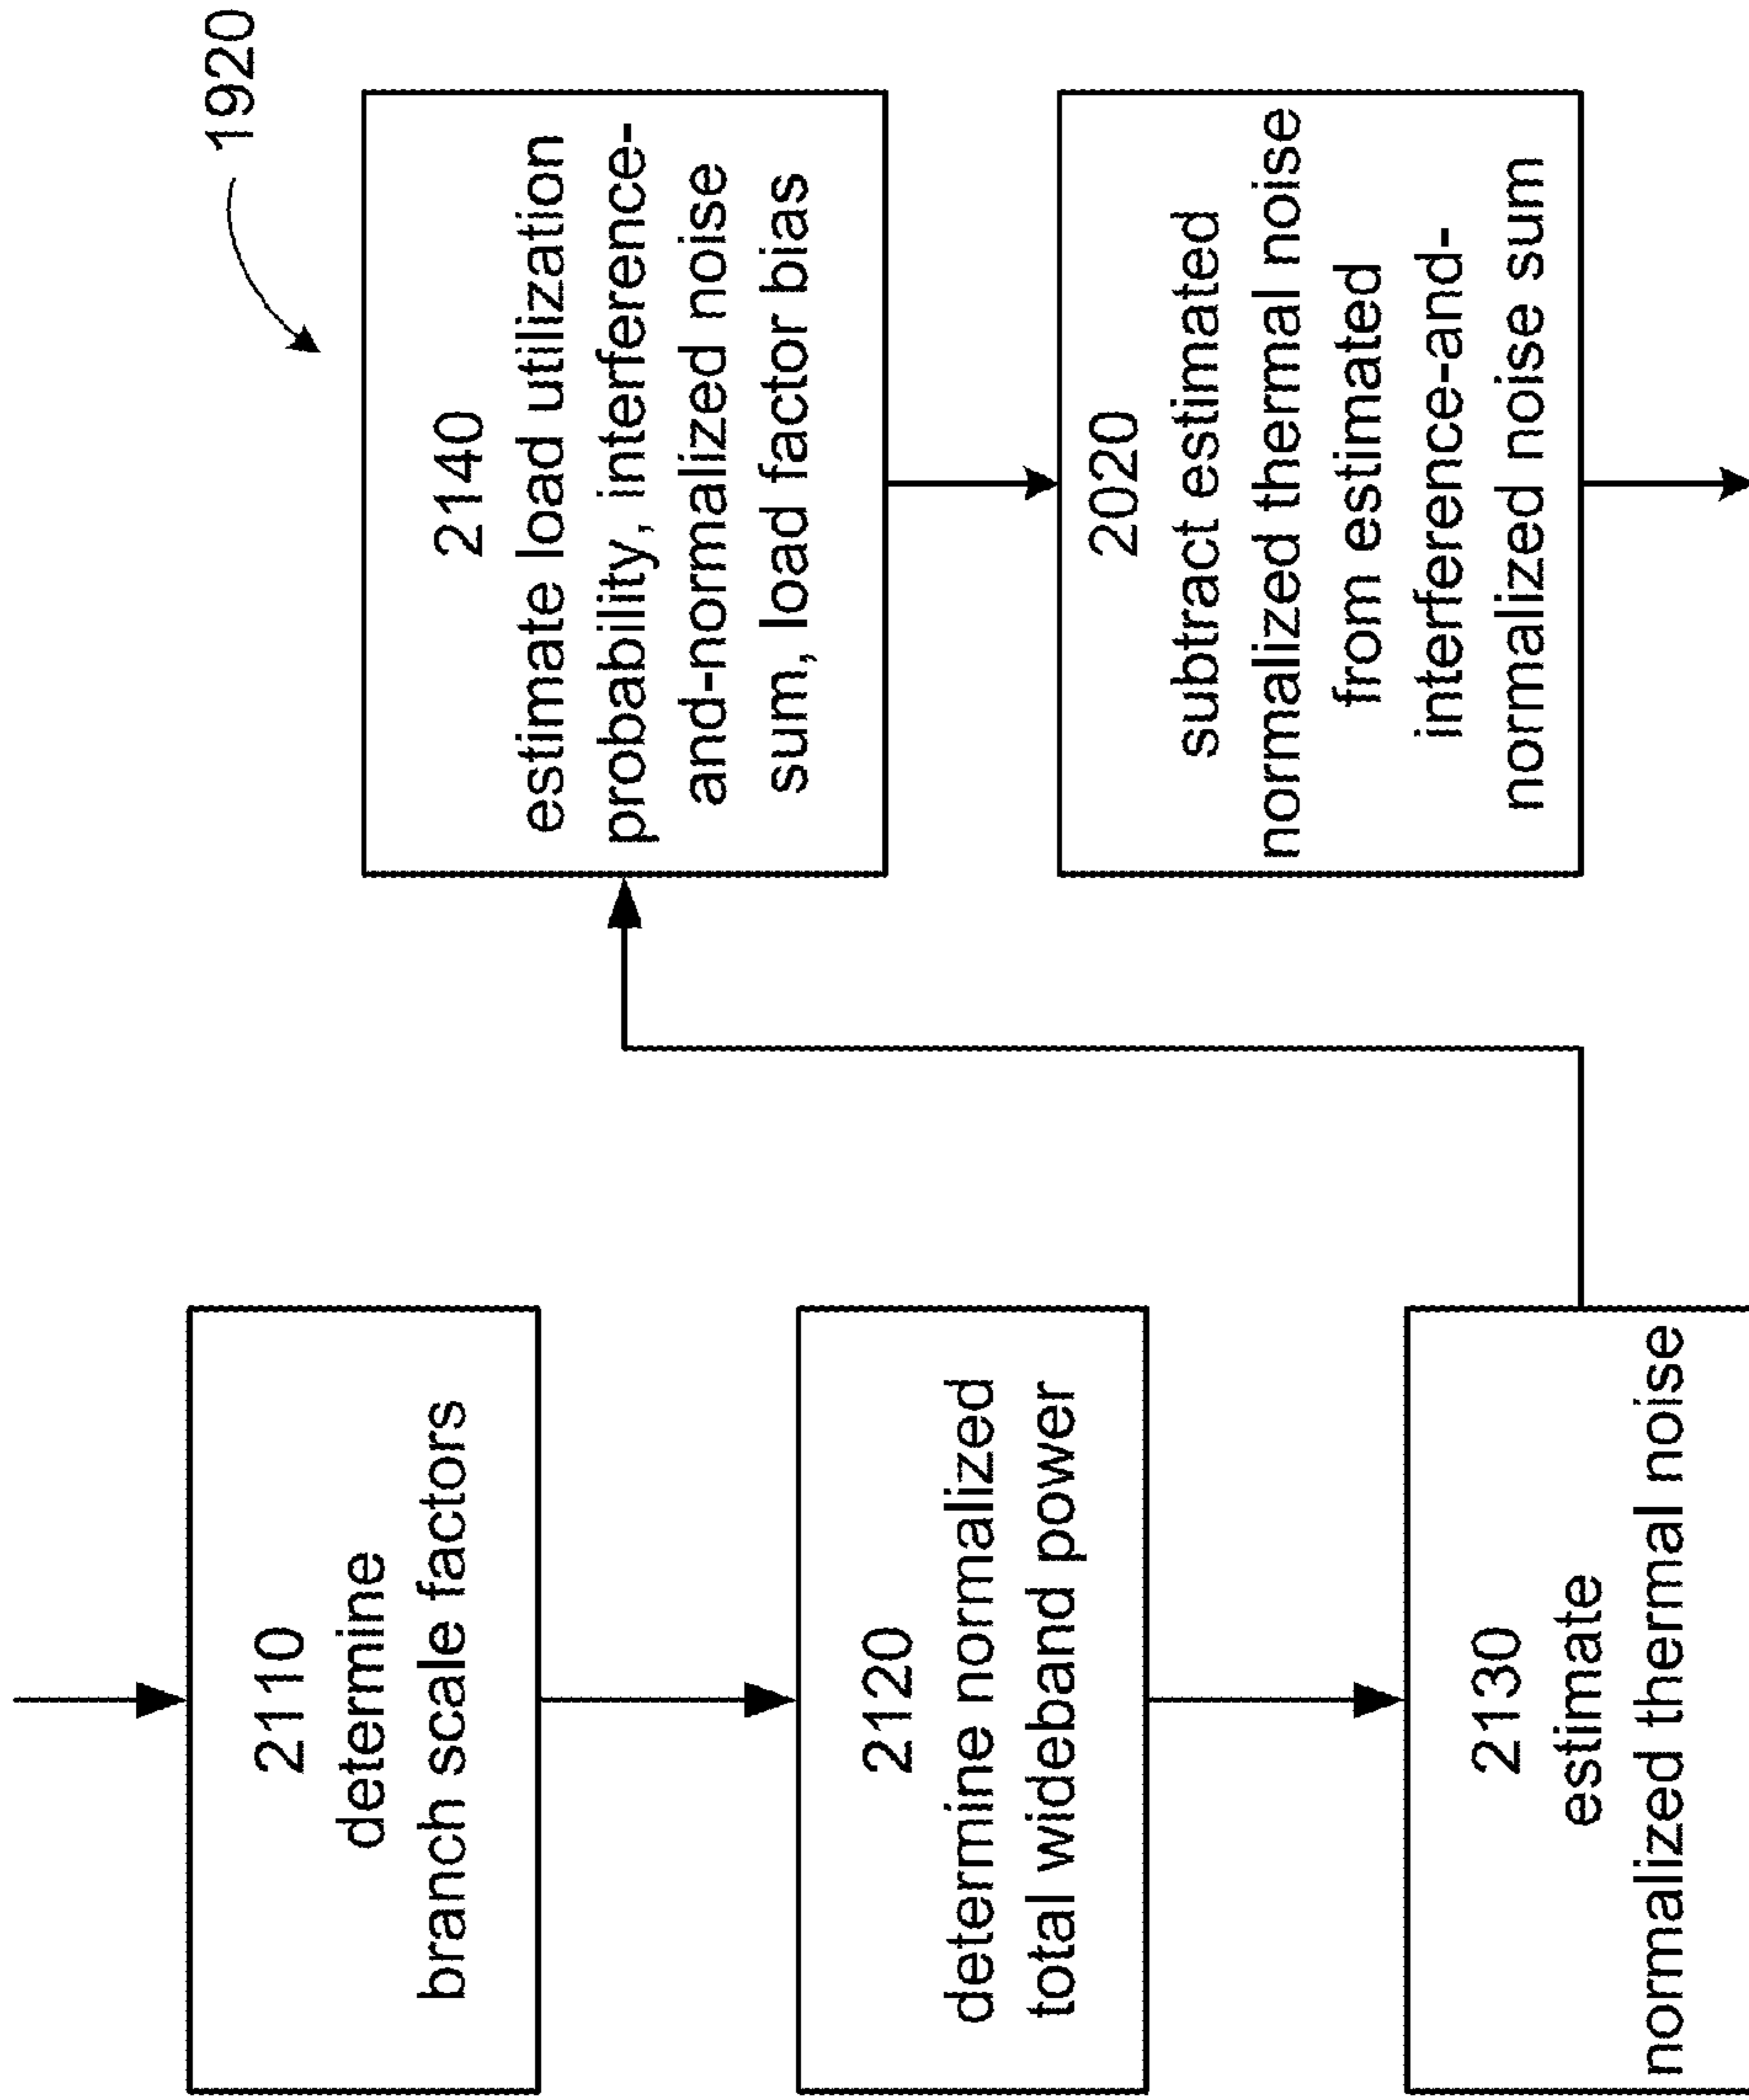 1920
2110
determine
branch scale factors
2120
determine normalized
total wideband power
2130
estimate
normalized thermal noise
2140
estimate load utilization
probability, interference-
and-normalized noise
sum, load factor bias
2020
subtract estimated
normalized thermal noise
from estimated
interference-and-
normalized noise sum